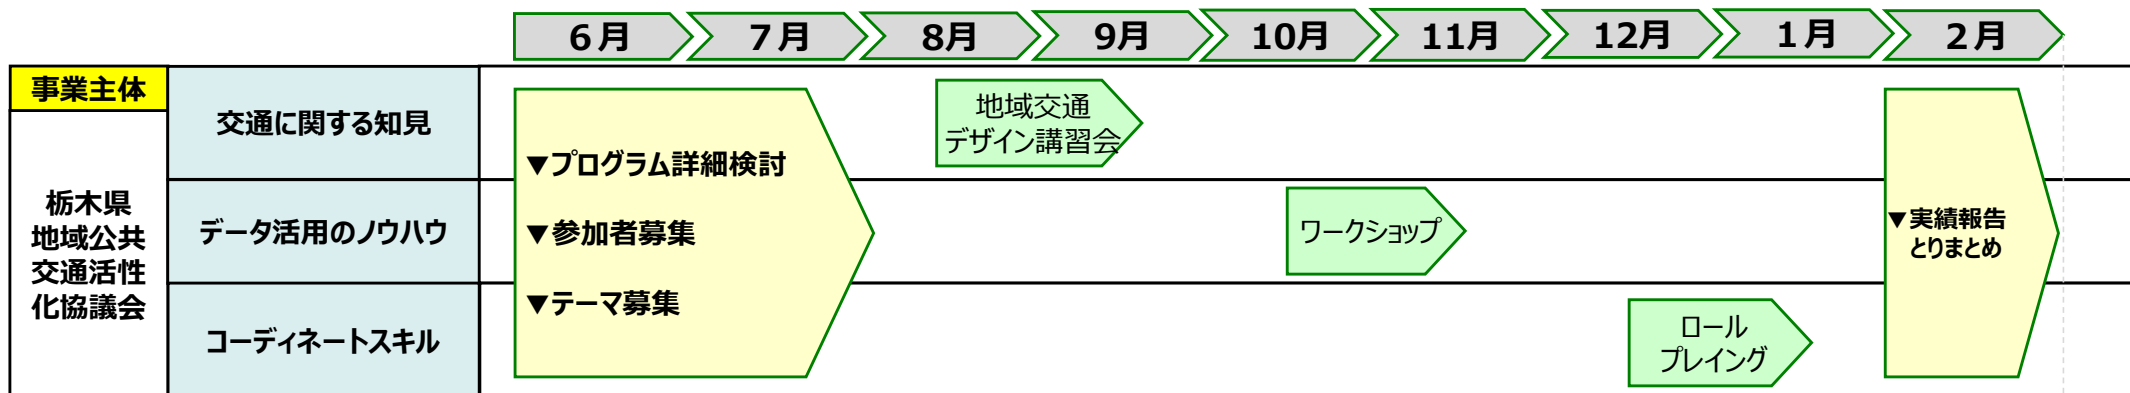 ６月
７月
8月
9月
10月
11月
12月
１月
２月
事業主体
栃木県
地域公共
交通活性
化協議会
交通に関する知見
データ活用のノウハウ
コーディネートスキル
▼プログラム詳細検討
▼参加者募集
▼テーマ募集
地域交通
デザイン講習会
ワークショップ
ロール
プレイング
▼実績報告
とりまとめ